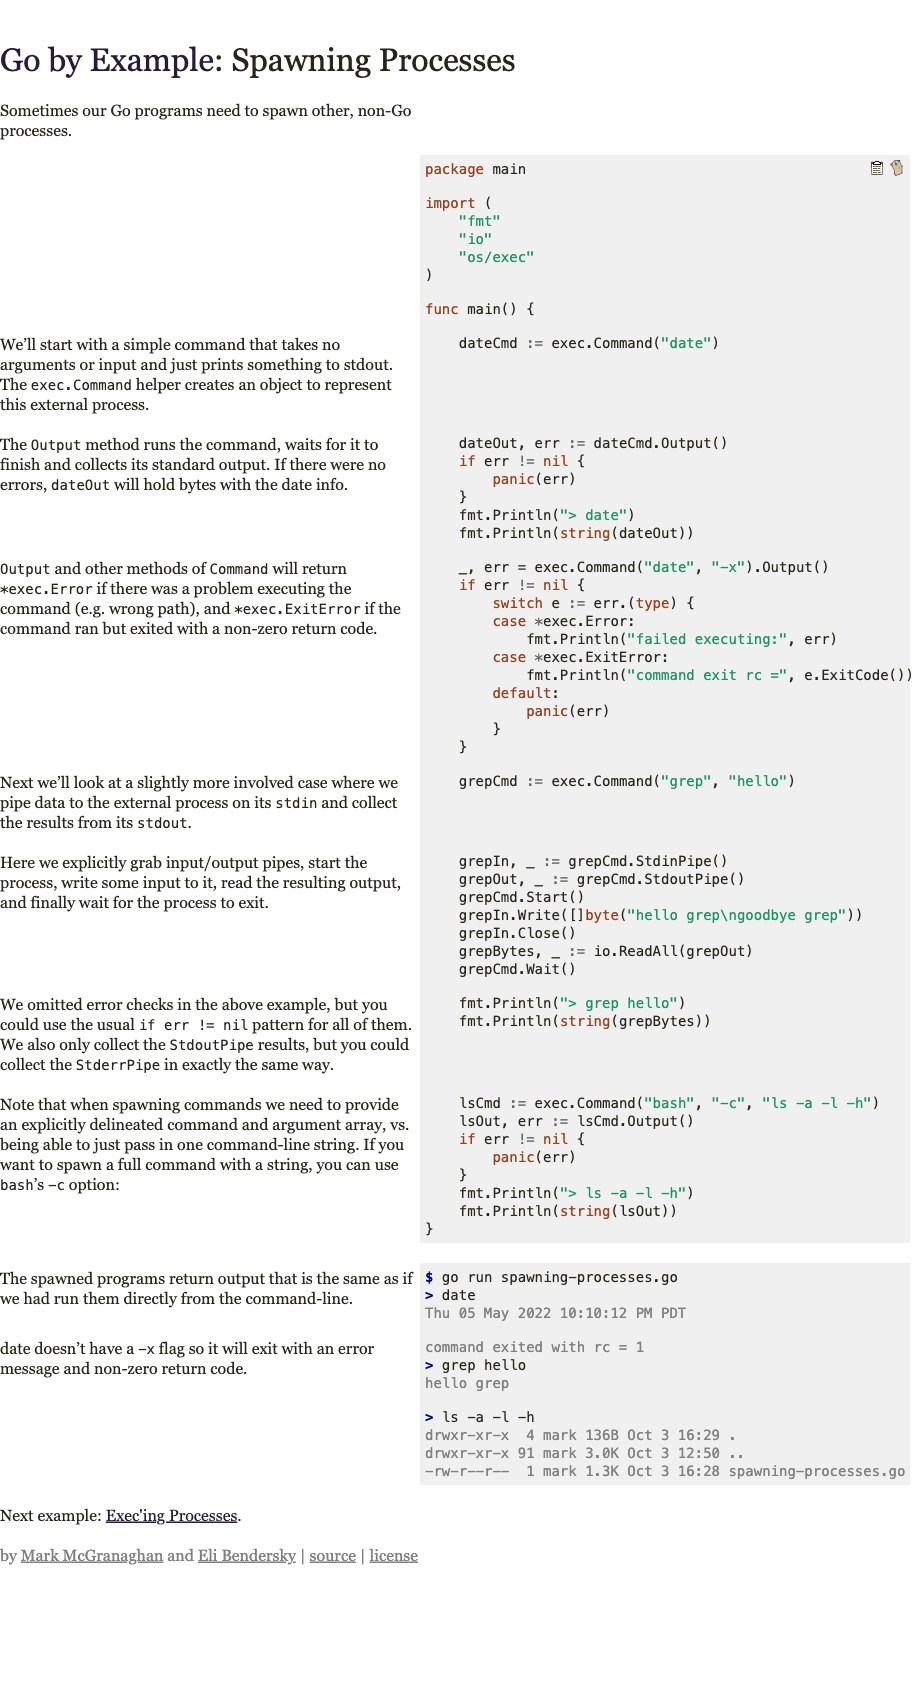 Go by Example: Spawning Processes
Sometimes our Go programs need to spawn other, non-Go
processes.
package main
import (
    "fmt"
    "io"
    "os/exec"
)
func main() {
We’ll start with a simple command that takes no
arguments or input and just prints something to stdout.
The exec.Command helper creates an object to represent
this external process.
    dateCmd := exec.Command("date")
The Output method runs the command, waits for it to
finish and collects its standard output. If there were no
errors, dateOut will hold bytes with the date info.
    dateOut, err := dateCmd.Output()
    if err != nil {
        panic(err)
    }
    fmt.Println("> date")
    fmt.Println(string(dateOut))
Output and other methods of Command will return
*exec.Error if there was a problem executing the
command (e.g. wrong path), and *exec.ExitError if the
command ran but exited with a non-zero return code.
    _, err = exec.Command("date", "-x").Output()
    if err != nil {
        switch e := err.(type) {
        case *exec.Error:
            fmt.Println("failed executing:", err)
        case *exec.ExitError:
            fmt.Println("command exit rc =", e.ExitCode())
        default:
            panic(err)
        }
    }
Next we’ll look at a slightly more involved case where we
pipe data to the external process on its stdin and collect
the results from its stdout.
    grepCmd := exec.Command("grep", "hello")
Here we explicitly grab input/output pipes, start the
process, write some input to it, read the resulting output,
and finally wait for the process to exit.
    grepIn, _ := grepCmd.StdinPipe()
    grepOut, _ := grepCmd.StdoutPipe()
    grepCmd.Start()
    grepIn.Write([]byte("hello grep\ngoodbye grep"))
    grepIn.Close()
    grepBytes, _ := io.ReadAll(grepOut)
    grepCmd.Wait()
We omitted error checks in the above example, but you
could use the usual if err != nil pattern for all of them.
We also only collect the StdoutPipe results, but you could
collect the StderrPipe in exactly the same way.
    fmt.Println("> grep hello")
    fmt.Println(string(grepBytes))
Note that when spawning commands we need to provide
an explicitly delineated command and argument array, vs.
being able to just pass in one command-line string. If you
want to spawn a full command with a string, you can use
bash’s -c option:
    lsCmd := exec.Command("bash", "-c", "ls -a -l -h")
    lsOut, err := lsCmd.Output()
    if err != nil {
        panic(err)
    }
    fmt.Println("> ls -a -l -h")
    fmt.Println(string(lsOut))
}
The spawned programs return output that is the same as if
we had run them directly from the command-line.
$ go run spawning-processes.go
> date
Thu 05 May 2022 10:10:12 PM PDT
date doesn’t have a -x flag so it will exit with an error
message and non-zero return code.
command exited with rc = 1
> grep hello
hello grep
> ls -a -l -h
drwxr-xr-x  4 mark 136B Oct 3 16:29 .
drwxr-xr-x 91 mark 3.0K Oct 3 12:50 ..
-rw-r--r--  1 mark 1.3K Oct 3 16:28 spawning-processes.go
Next example: Exec'ing Processes.
by Mark McGranaghan and Eli Bendersky | source | license